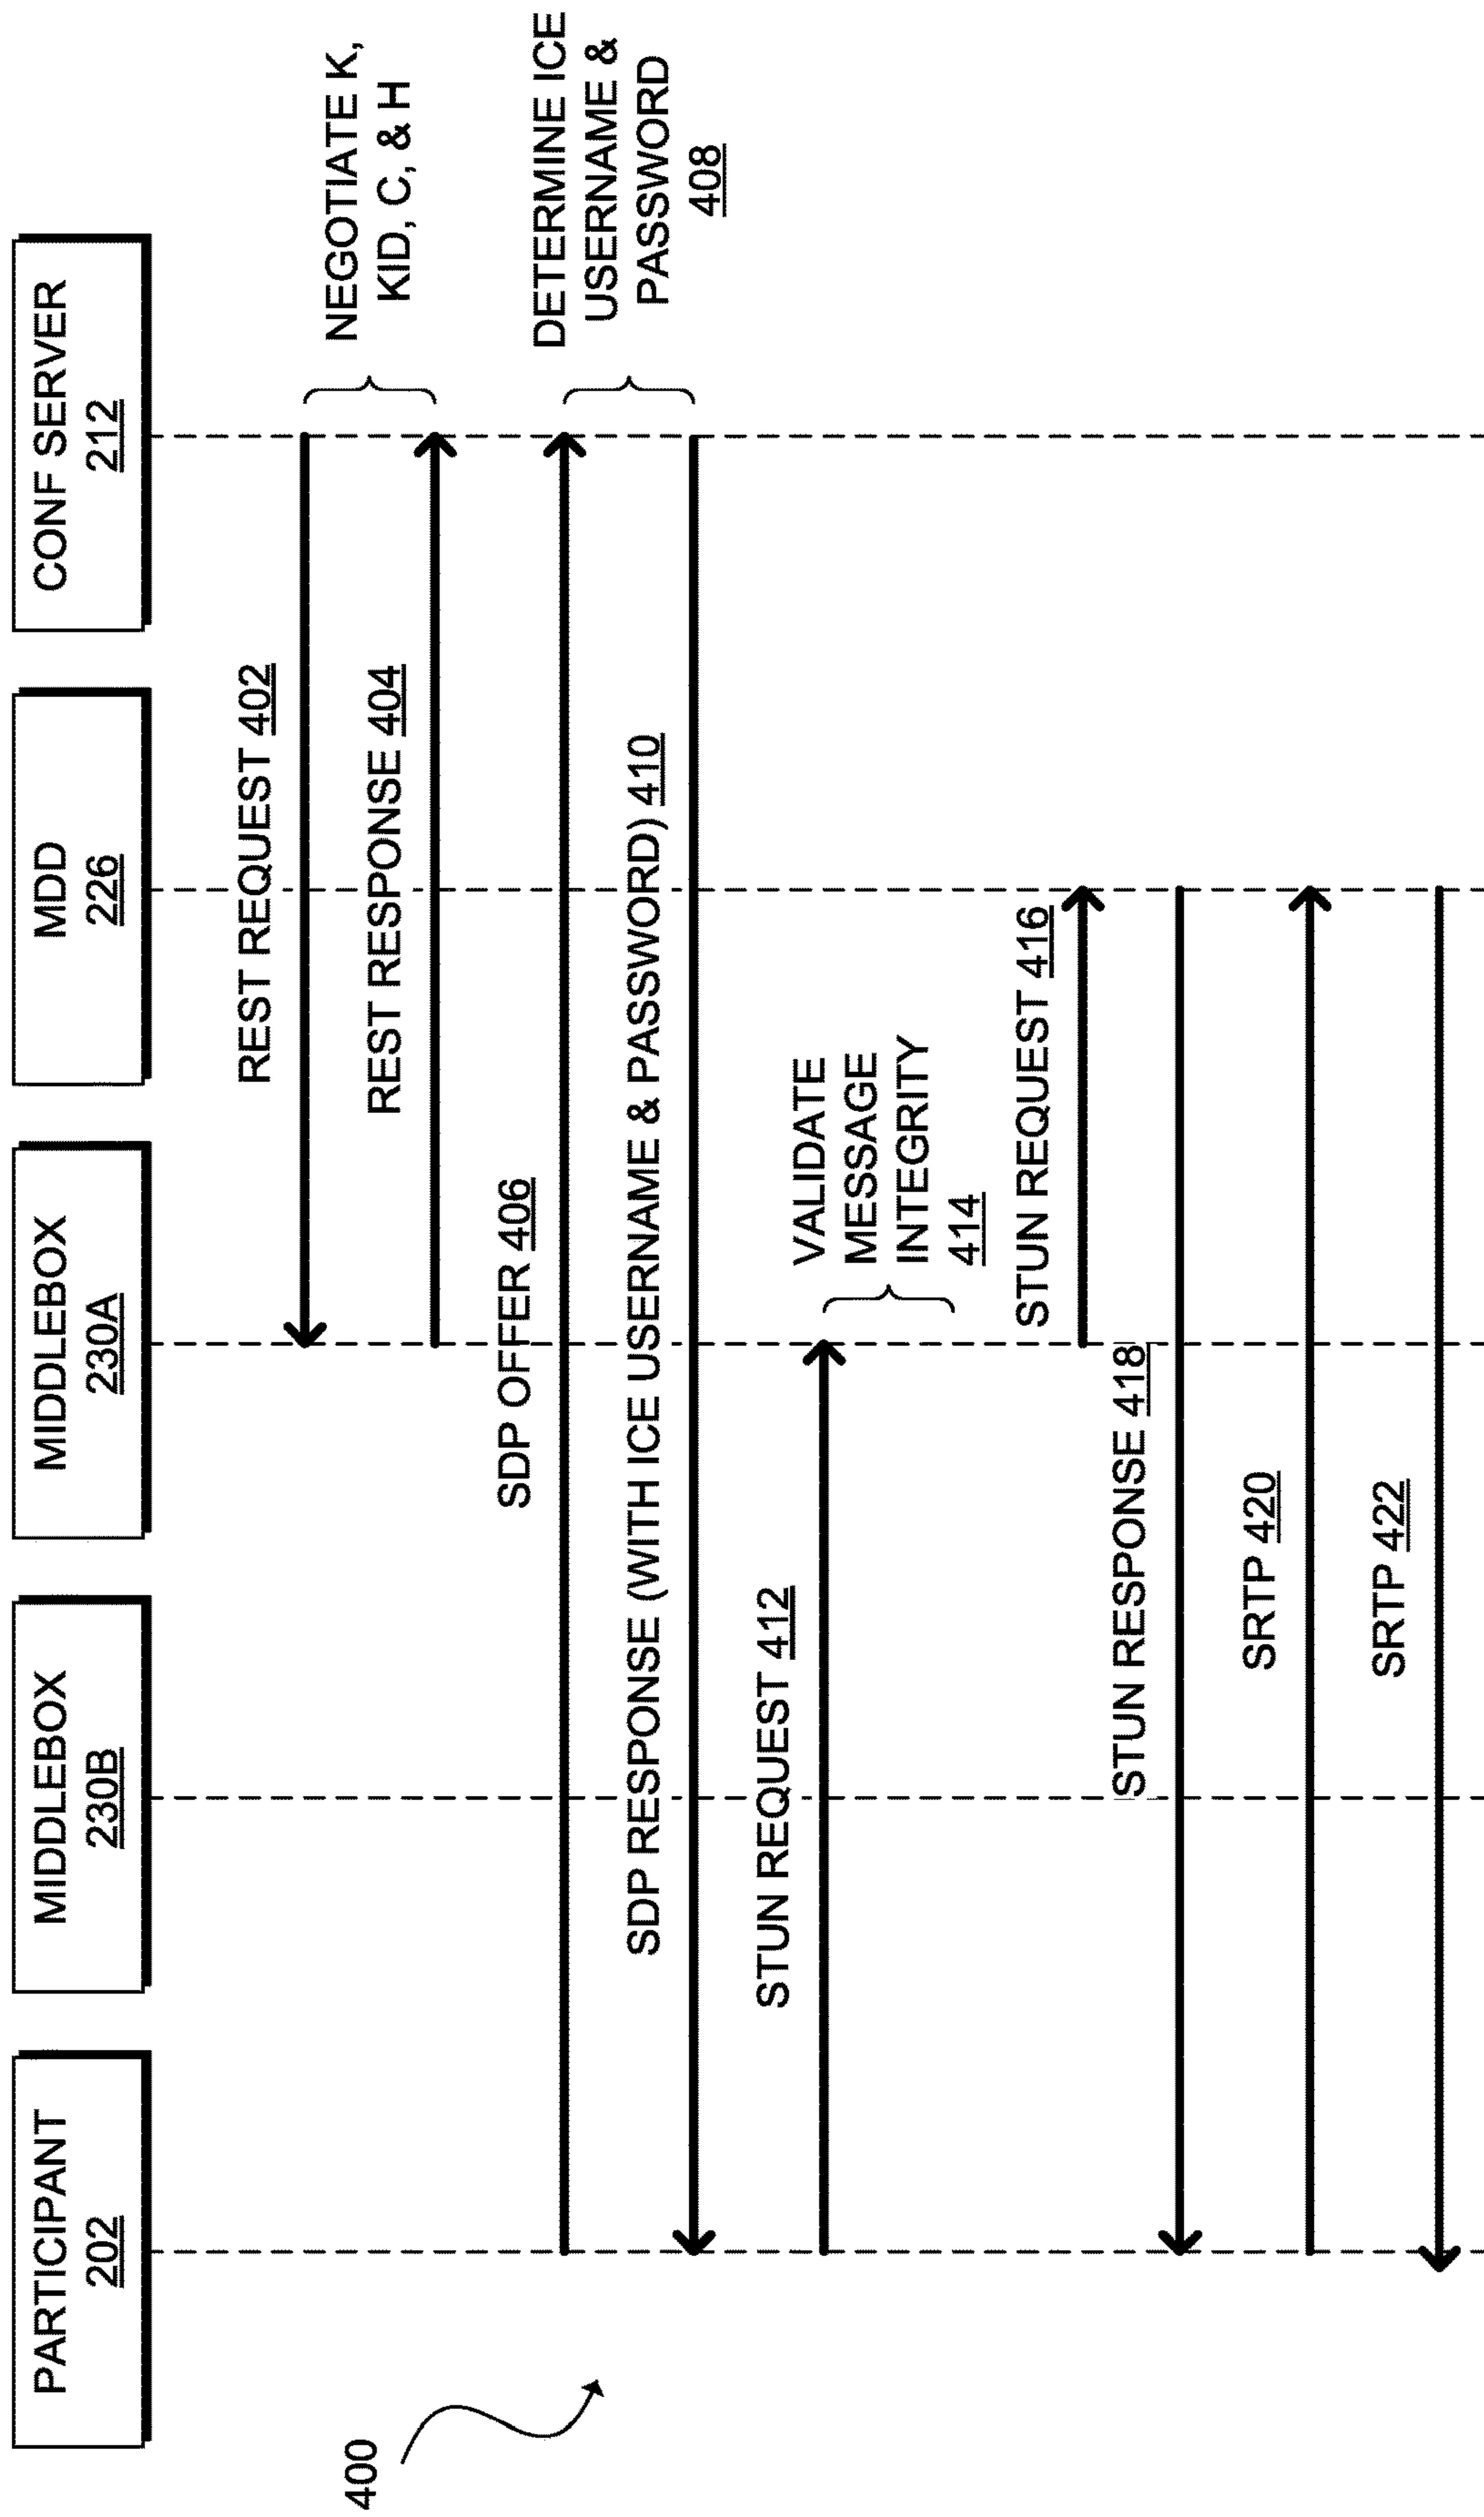 400
PARTICIPANT
202
MIDDLEBOX
230B
MIDDLEBOX
230A
MDD
226
CONF SERVER
212
REST REQUEST 402
REST RESPONSE 404
NEGOTIATE K,
KID, C, & H
SDP OFFER 406
DETERMINE ICE
USERNAME &
PASSWORD
408
SDP RESPONSE (WITH ICE USERNAME & PASSWORD) 410
STUN REQUEST 412
VALIDATE
MESSAGE
INTEGRITY
414
STUN REQUEST 416
STUN RESPONSE 418
SRTP 420
SRTP 422